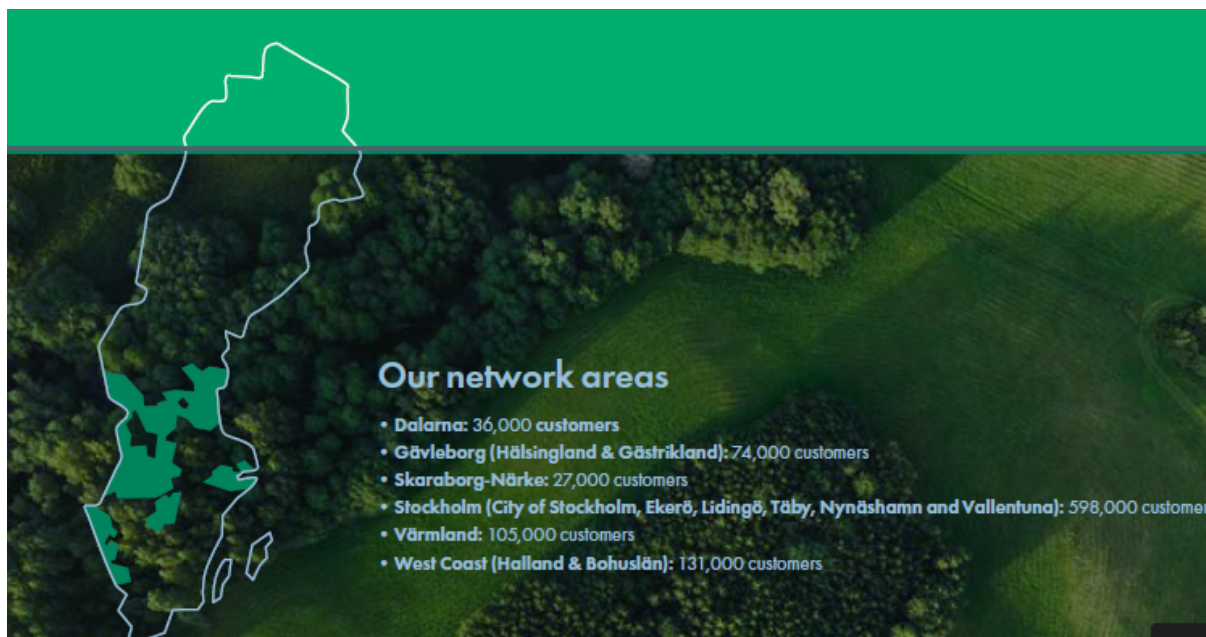 Our network areas
• Dalarna: 36,000 customers
• Gävleborg (Hälsingland & Gästrikland): 74,000 customers
• Skaraborg-Närke: 27,000 customers
• Stockholm (City of Stockholm, Ekerö, Lidingö, Täby, Nynäshamn and Vallentuna): 598,000 customer
• Värmland: 105,000 customers
• West Coast (Halland & Bohuslän): 131,000 customers